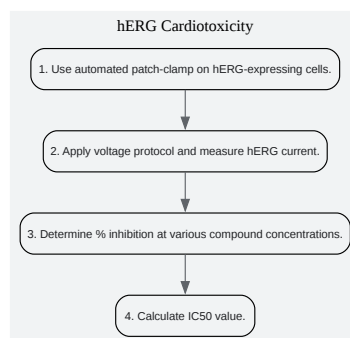 hERG Cardiotoxicity
1. Use automated patch-clamp on hERG-expressing cells.
2. Apply voltage protocol and measure hERG current.
3. Determine % inhibition at various compound concentrations.
4. Calculate IC50 value.